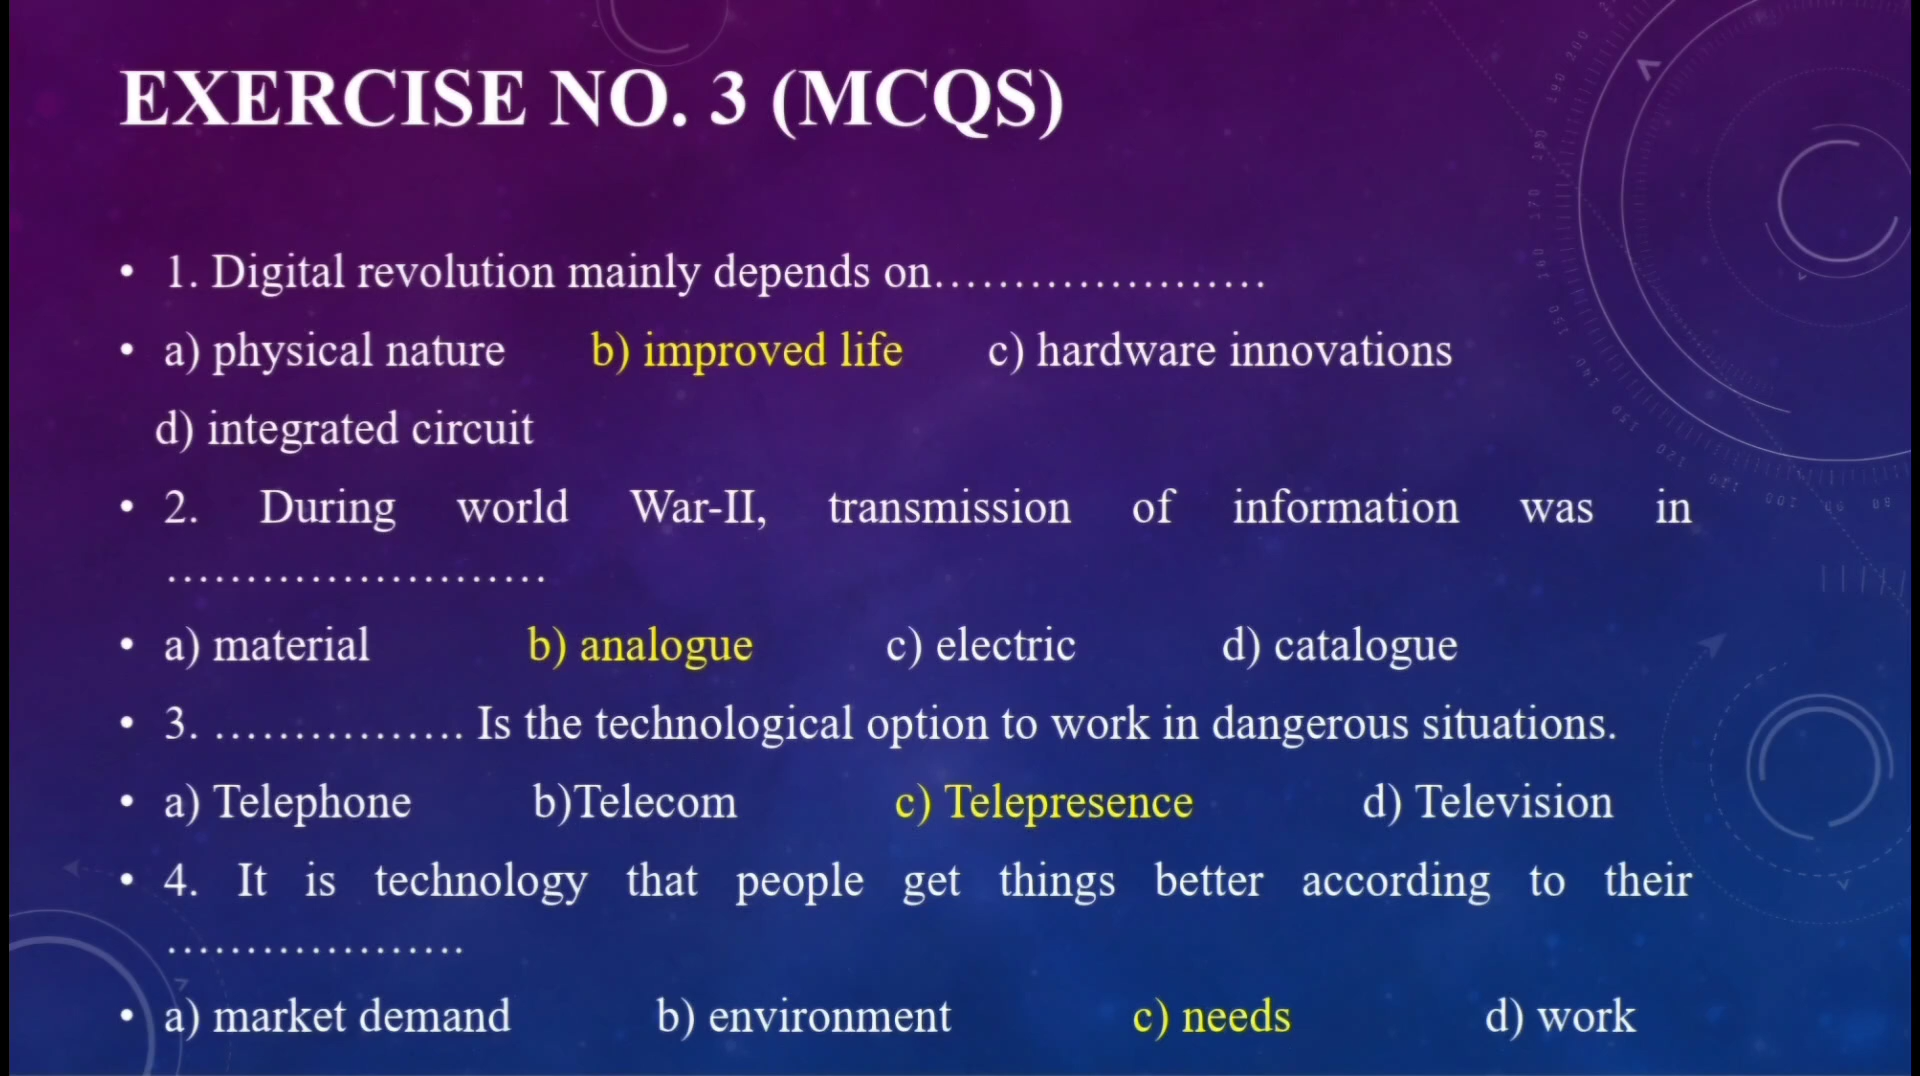 EXERCISE NO. 3 (MCQS)
• 1. Digital revolution mainly depends on…………………
• a) physical nature b) improved life c) hardware innovations
d) integrated circuit
• 2. During world War-II, transmission of information was in
……………………
• a) material b) analogue c) electric d) catalogue
• 3. ……………. Is the technological option to work in dangerous situations.
• a) Telephone b)Telecom c) Telepresence d) Television
• 4. It is technology that people get things better according to their
……………….
• a) market demand b) environment c) needs d) work